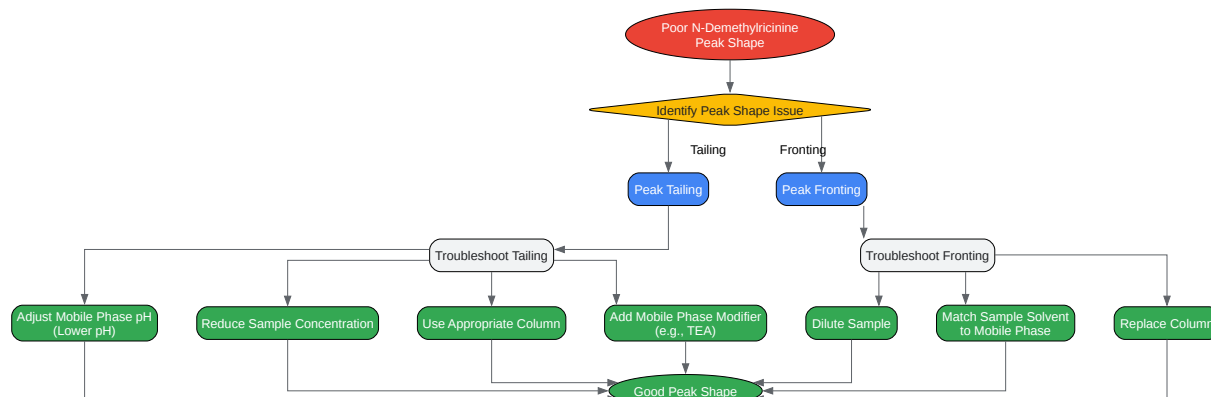 Poor N-Demethylricinine
Peak Shape
Identify Peak Shape Issue
Tailing
Fronting
Peak Tailing
Peak Fronting
Troubleshoot Tailing
Troubleshoot Fronting
Adjust Mobile Phase pH
(Lower pH)
Reduce Sample Concentration
Use Appropriate Column
Add Mobile Phase Modifier
(e.g., TEA)
Dilute Sample
Match Sample Solvent
to Mobile Phase
Replace Column
Good Peak Shape